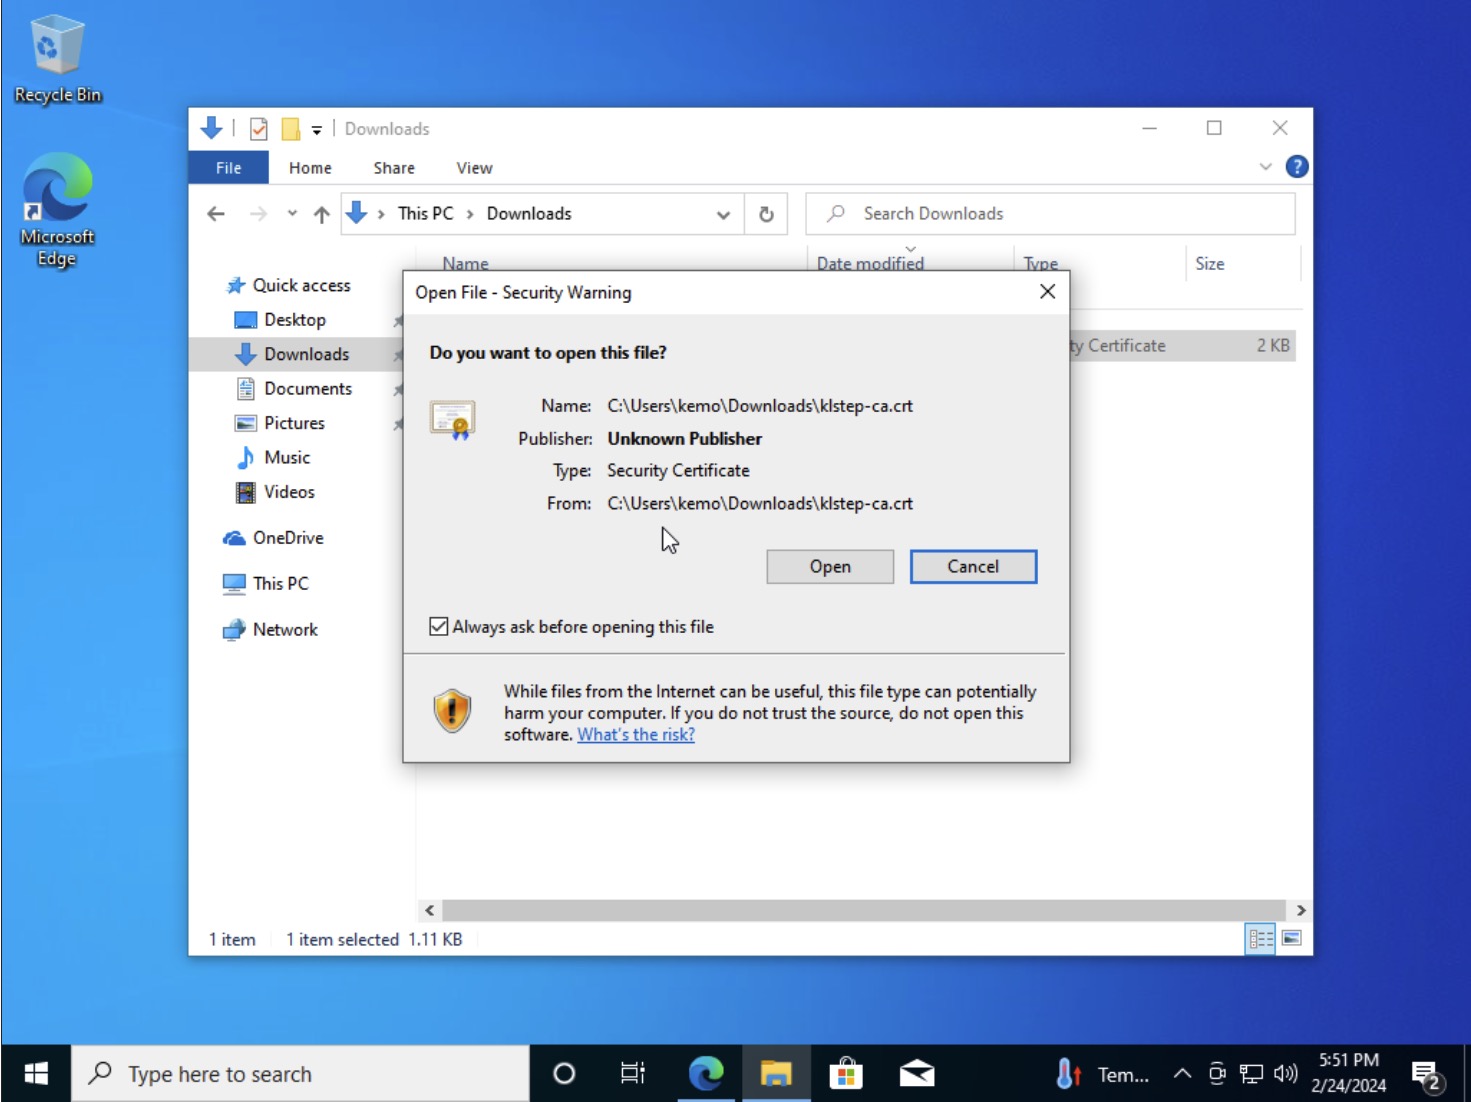 Recycle Bin
Microsoft
Edge
Downloads
File Home Share View
This PC Downloads
Search Downloads
Name Date modified Type Size
Quick access
Desktop
Downloads
Documents
Pictures
Music
Videos
OneDrive
This PC
Network
ty Certificate 2 KB
Open File - Security Warning
Do you want to open this file?
Name: C:\Users\kemo\Downloads\klstep-ca.crt
Publisher: Unknown Publisher
Type: Security Certificate
From: C:\Users\kemo\Downloads\klstep-ca.crt
Open Cancel
Always ask before opening this file
While files from the Internet can be useful, this file type can potentially
harm your computer. If you do not trust the source, do not open this
software. What's the risk?
1 item 1 item selected 1.11 KB
Type here to search
Tem...
5:51 PM
2/24/2024
2